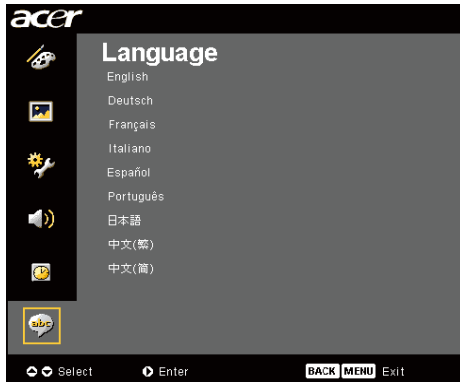 acer
Language
English
Deutsch
Français
Italiano
Español
Português
日本語
中文(繁)
中文(简)
abc
Select Enter BACK MENU Exit